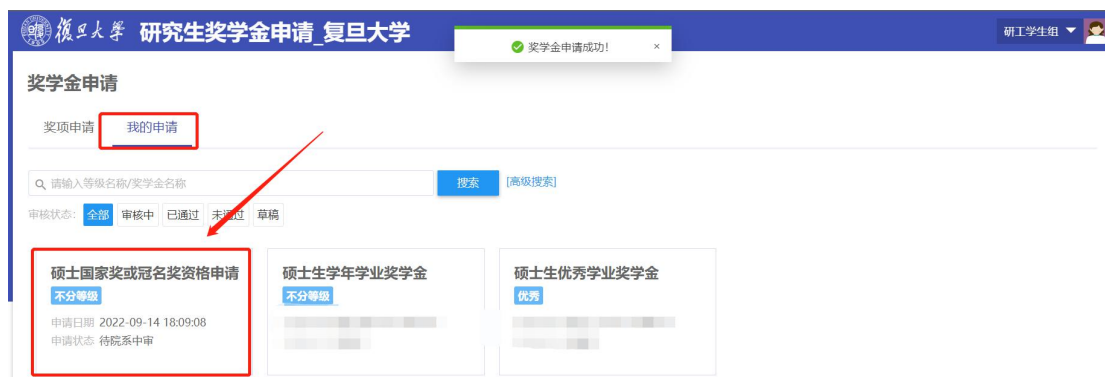 復旦大學 研究生奖学金申请_复旦大学
奖学金申请成功! ×
研工学生组
奖学金申请
奖项申请 我的申请
请输入等级名称/奖学金名称 搜索 [高级搜索]
审核状态: 全部 审核中 已通过 未通过 草稿
硕士国家奖或冠名奖资格申请
不分等级
申请日期 2022-09-14 18:09:08
申请状态 待院系中审
硕士生学年学业奖学金
不分等级
硕士生优秀学业奖学金
优秀